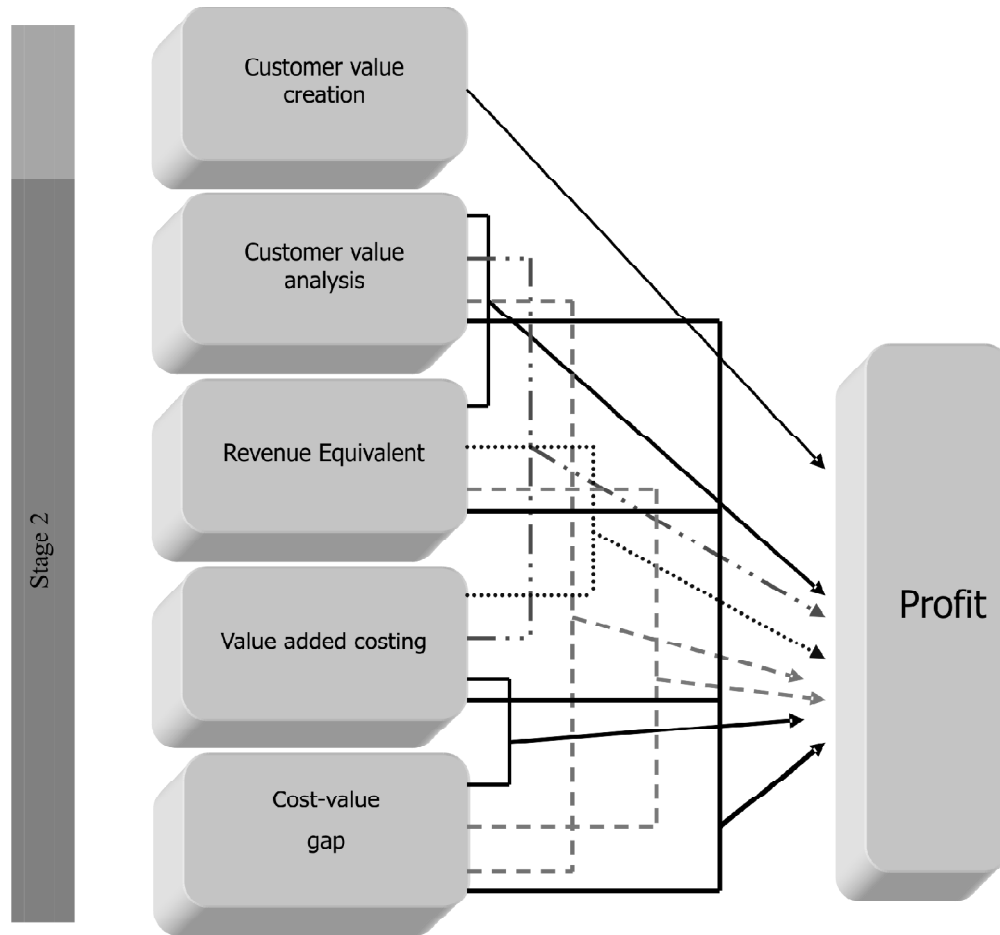 Customer value
creation
Customer value
analysis
Revenue Equivalent
Stage 2
Value added costing
Profit
Cost-value
gap